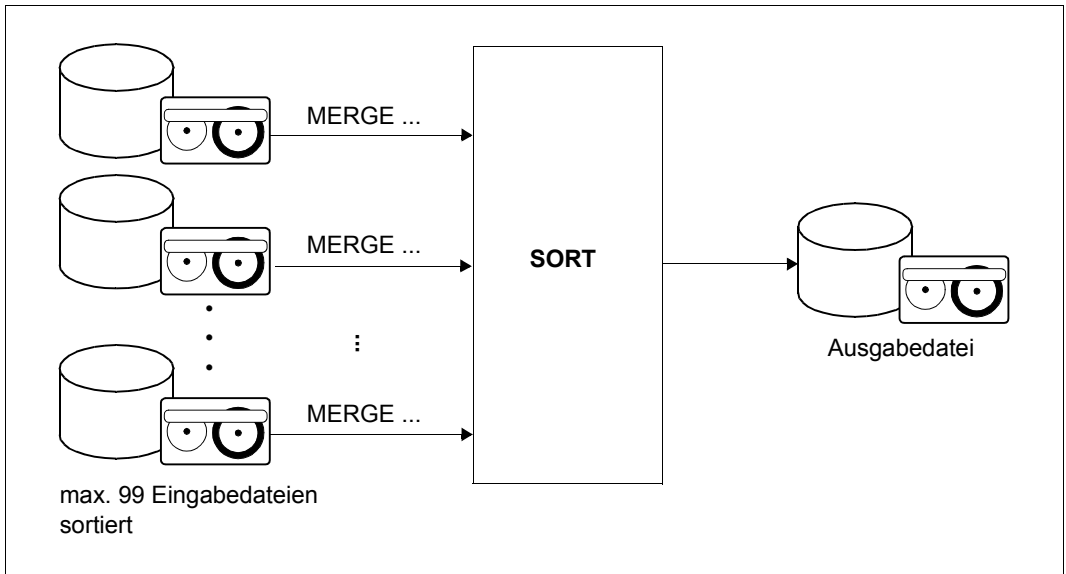 MERGE ...
MERGE ...
SORT
Ausgabedatei
...
MERGE ...
max. 99 Eingabedateien
sortiert